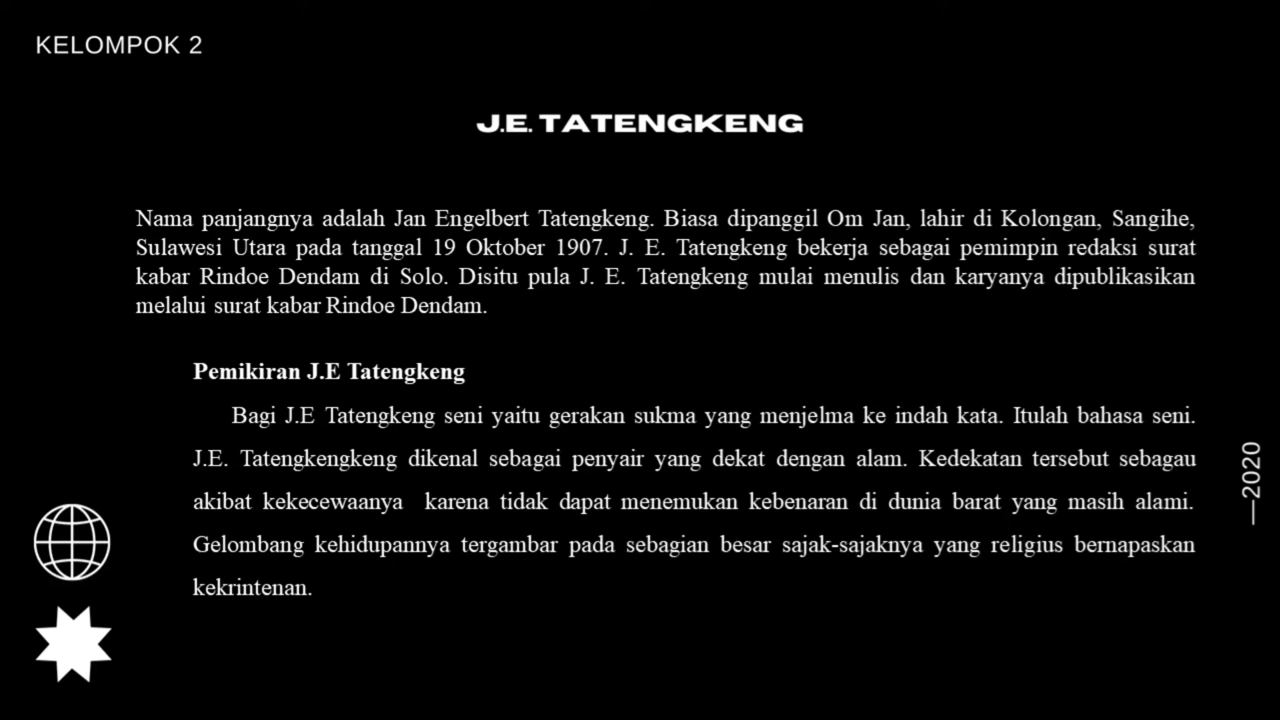 KELOMPOK 2
J.E. TATENGKENG
Nama panjangnya adalah Jan Engelbert Tatengkeng. Biasa dipanggil Om Jan, lahir di Kolongan, Sangihe,
Sulawesi Utara pada tanggal 19 Oktober 1907. J. E. Tatengkeng bekerja sebagai pemimpin redaksi surat
kabar Rindoe Dendam di Solo. Disitu pula J. E. Tatengkeng mulai menulis dan karyanya dipublikasikan
melalui surat kabar Rindoe Dendam.
Pemikiran J.E Tatengkeng
Bagi J.E Tatengkeng seni yaitu gerakan sukma yang menjelma ke indah kata. Itulah bahasa seni.
J.E. Tatengkengkeng dikenal sebagai penyair yang dekat dengan alam. Kedekatan tersebut sebagau
akibat kekecewaanya karena tidak dapat menemukan kebenaran di dunia barat yang masih alami.
Gelombang kehidupannya tergambar pada sebagian besar sajak-sajaknya yang religius bernapaskan
kekrintenan.
—2020